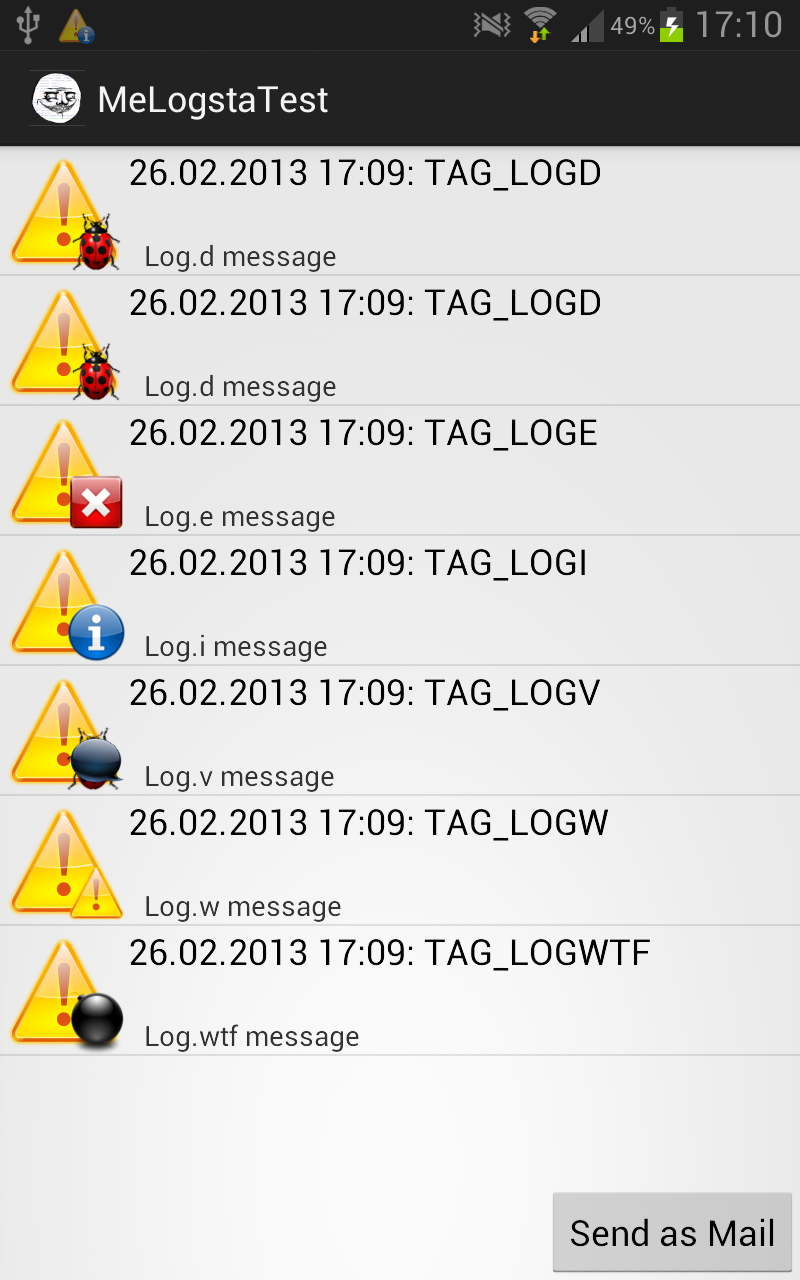 49% 17:10
MeLogstaTest
26.02.2013 17:09: TAG_LOGD
Log.d message
26.02.2013 17:09: TAG_LOGD
Log.d message
26.02.2013 17:09: TAG_LOGE
Log.e message
26.02.2013 17:09: TAG_LOGI
Log.i message
26.02.2013 17:09: TAG_LOGV
Log.v message
26.02.2013 17:09: TAG_LOGW
Log.w message
26.02.2013 17:09: TAG_LOGWTF
Log.wtf message
Send as Mail